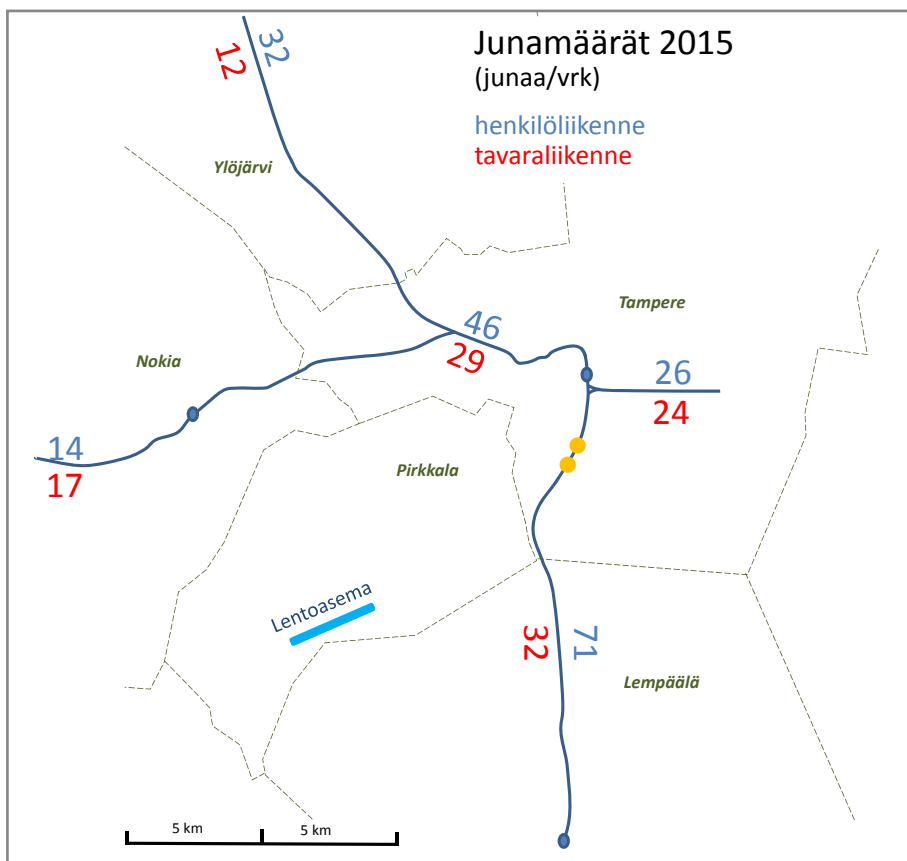 Junamäärät 2015
(junaa/vrk)
henkilöliikenne
tavaraliikenne
32
12
Ylöjärvi
Tampere
46
29
Nokia
26
24
14
17
Pirkkala
Lentoasema
32
71
Lempäälä
5 km
5 km